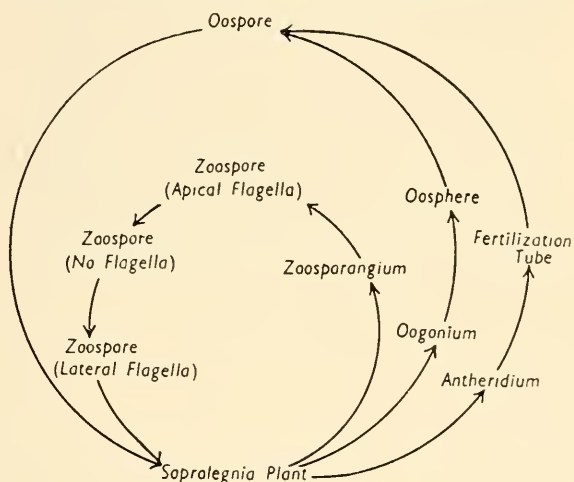 Oospore
Zoospore
(Apical Flagella)
Zoospore
(No Flagella)
Zoospore
(Lateral Flagella)
Zoosporangium
Oosphere
Oogonium
Fertilization
Tube
Antheridium
Saprolegnia Plant